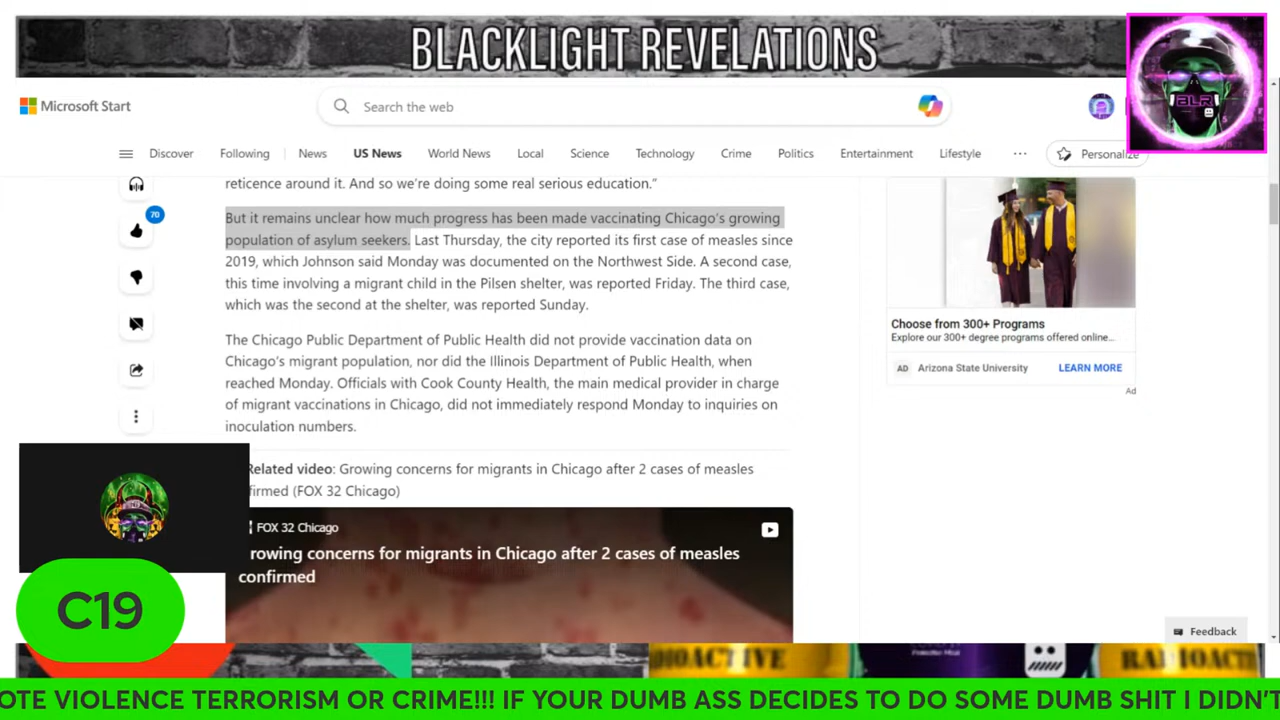 BLACKLIGHT REVELATIONS
BLR
Microsoft Start
Search the web
Discover
Following
News
US News
World News
Local
Science
Technology
Crime
Politics
Entertainment
Lifestyle
Personalize
reticence around it. And so we're doing some real serious education."
70
But it remains unclear how much progress has been made vaccinating Chicago's growing
population of asylum seekers. Last Thursday, the city reported its first case of measles since
2019, which Johnson said Monday was documented on the Northwest Side. A second case,
this time involving a migrant child in the Pilsen shelter, was reported Friday. The third case,
which was the second at the shelter, was reported Sunday.
The Chicago Public Department of Public Health did not provide vaccination data on
Chicago's migrant population, nor did the Illinois Department of Public Health, when
reached Monday. Officials with Cook County Health, the main medical provider in charge
of migrant vaccinations in Chicago, did not immediately respond Monday to inquiries on
inoculation numbers.
Related video: Growing concerns for migrants in Chicago after 2 cases of measles
firmed (FOX 32 Chicago)
FOX 32 Chicago
rowing concerns for migrants in Chicago after 2 cases of measles
confirmed
Choose from 300+ Programs
Explore our 300+ degree programs offered online...
AD Arizona State University
LEARN MORE
Ad
Feedback
C19
DIOACTIVE
RADIOACTI
OTE VIOLENCE TERRORISM OR CRIME!!! IF YOUR DUMB ASS DECIDES TO DO SOME DUMB SHIT I DIDN'T